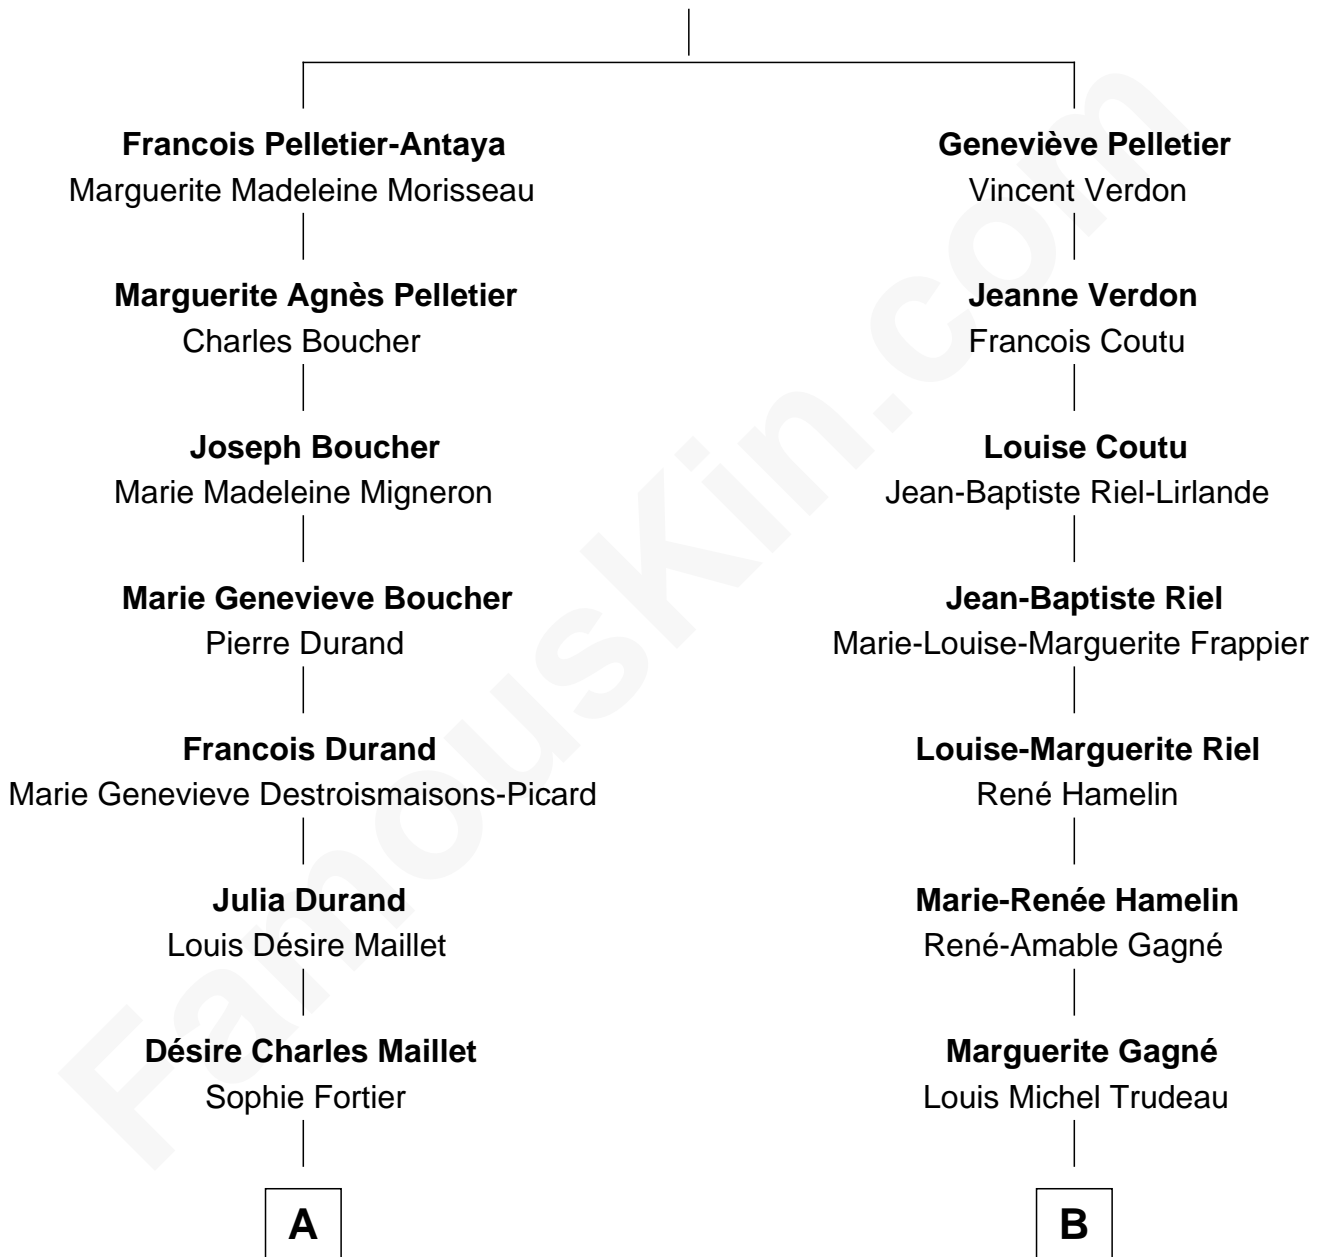 Francois Pelletier-Antaya
Marguerite Madeleine Morisseau
Marguerite Agnès Pelletier
Charles Boucher
Joseph Boucher
Marie Madeleine Migneron
Marie Genevieve Boucher
Pierre Durand
Francois Durand
Marie Genevieve Destroismaisons-Picard
Julia Durand
Louis Désire Maillet
Désire Charles Maillet
Sophie Fortier
A
Geneviève Pelletier
Vincent Verdon
Jeanne Verdon
Francois Coutu
Louise Coutu
Jean-Baptiste Riel-Lirlande
Jean-Baptiste Riel
Marie-Louise-Marguerite Frappier
Louise-Marguerite Riel
René Hamelin
Marie-Renée Hamelin
René-Amable Gagné
Marguerite Gagné
Louis Michel Trudeau
B
FamousKin.com